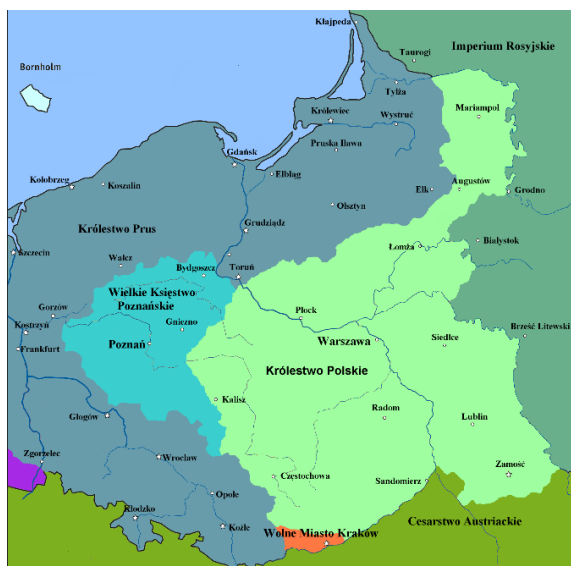 Kłajpeda
Taurogi
Imperium Rosyjskie
Bornholm
Tylża
Mariampol
Królewiec
Wystruć
Pruska Iława
Gdańsk
Elbląg
Ełk
Augustów
Grodno
Kołobrzeg
Koszalin
Olsztyn
Królestwo Prus
Grudziądz
Szczecin
Wałcz
Bydgoszcz
Toruń
Łomża
Białystok
Wielkie Księstwo
Poznańskie
Gorzów
Kostrzyń
Gniezno
Płock
Frankfurt
Poznań
Warszawa
Siedlce
Brześć Litewski
Królestwo Polskie
Kalisz
Głogów
Radom
Lublin
Zgorzelec
Wrocław
Częstochowa
Sandomierz
Zamość
Opole
Kłodzko
Koźle
Wolne Miasto Kraków
Cesarstwo Austriackie